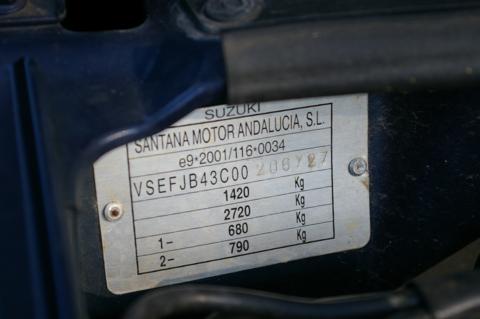 SUZUKI
SANTANA MOTOR ANDALUCIA, S.L.
e9*2001/116*0034
VSEFJB43C00 206727
1420 Kg
2720 Kg
1- 680 Kg
2- 790 Kg